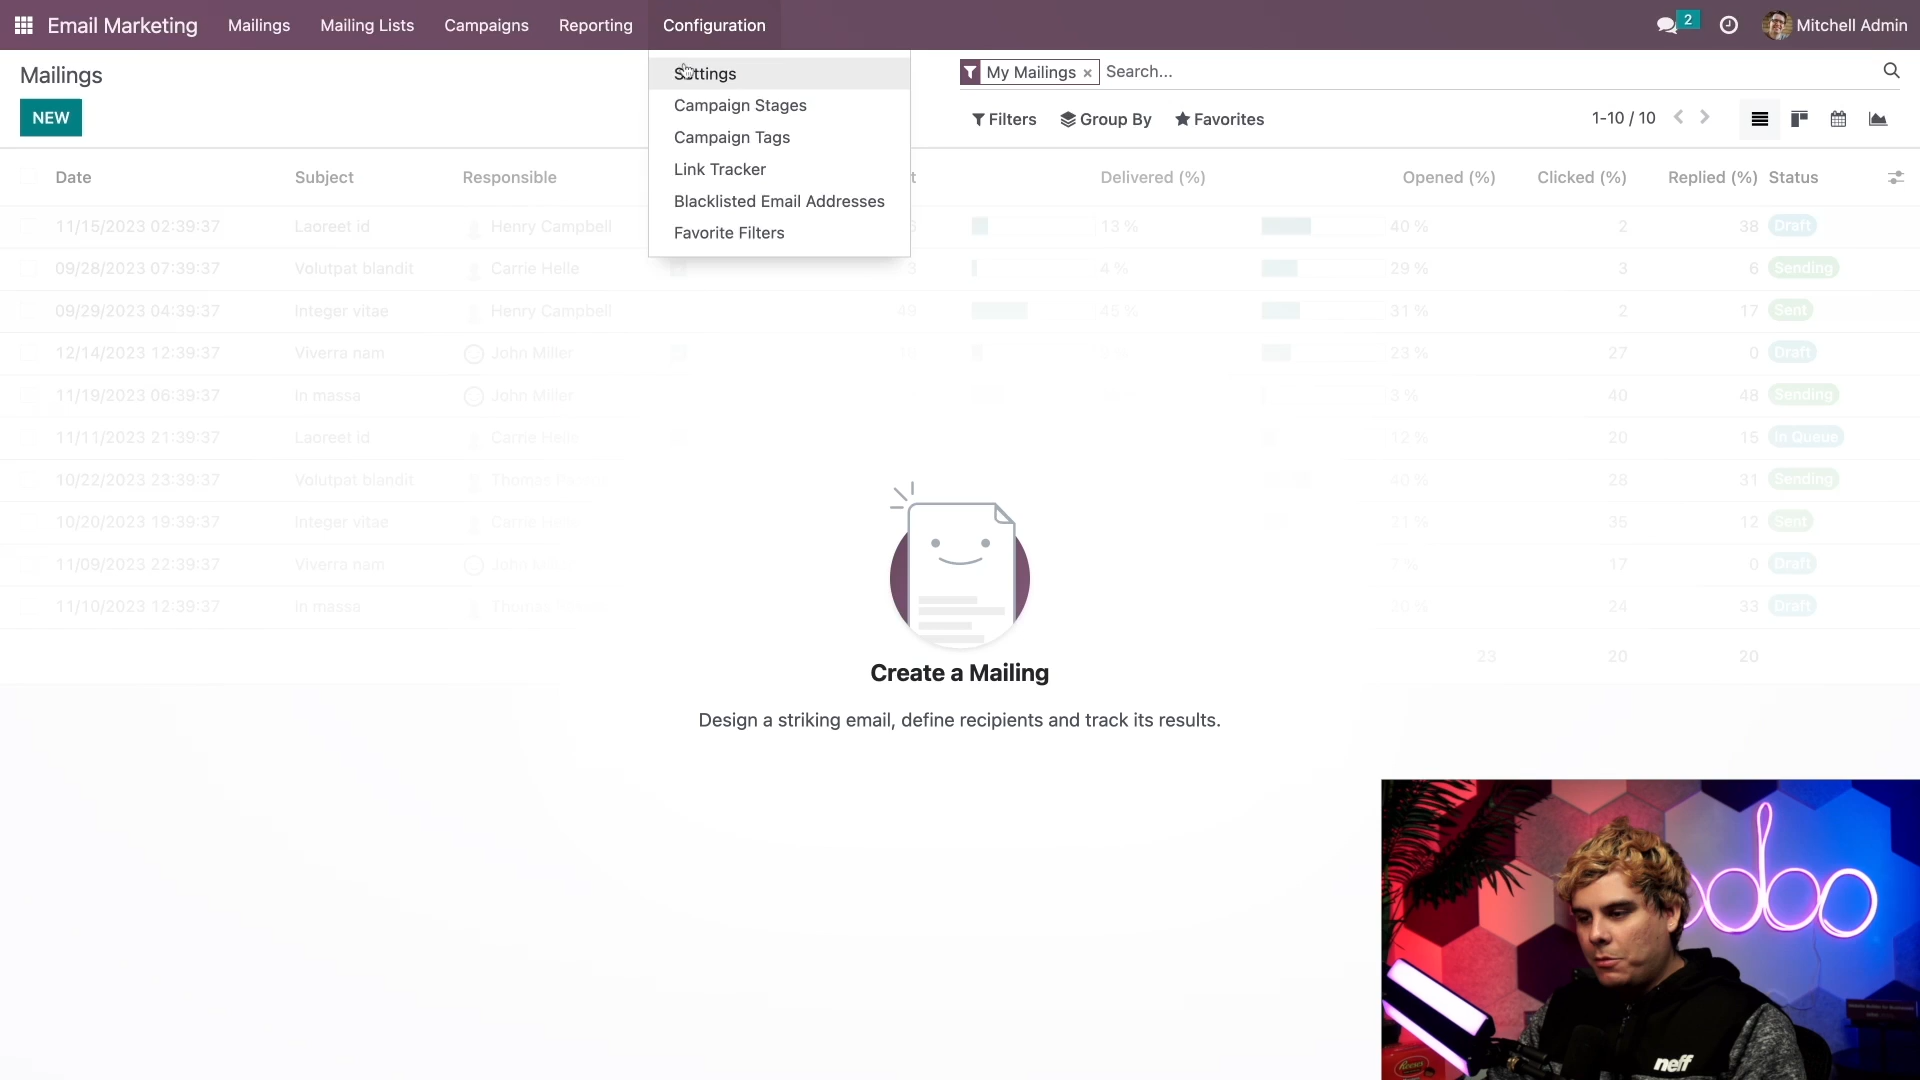 Email Marketing Mailings Mailing Lists Campaigns Reporting Configuration 2 Mitchell Admin
Mailings
NEW
Settings
Campaign Stages
Campaign Tags
Link Tracker
Blacklisted Email Addresses
Favorite Filters
My Mailings × Search...
Filters Group By Favorites
1-10 / 10
Date Subject Responsible t Delivered (%) Opened (%) Clicked (%) Replied (%) Status
11/15/2023 02:39:37 Laoreet id Henry Campbell 13 % 40 % 2 38 Draft
09/28/2023 07:39:37 Volutpat blandit Carrie Helle 3 4 % 29 % 3 6 Sending
09/29/2023 04:39:37 Integer vitae Henry Campbell 49 45 % 31 % 2 17 Sent
12/14/2023 12:39:37 Viverra nam John Miller 23 % 27 0 Draft
11/19/2023 06:39:37 In massa John Miller 3 % 40 48 Sending
11/11/2023 21:39:37 Laoreet id Carrie Helle 12 % 20 15 In Queue
10/22/2023 23:39:37 Volutpat blandit Thomas 40 % 28 31 Sending
10/20/2023 19:39:37 Integer vitae Carrie Helle 21 % 35 12 Sent
11/09/2023 22:39:37 Viverra nam John Miller 7 % 17 0 Draft
11/10/2023 12:39:37 In massa Thomas 30 % 24 33 Draft
23 20 20
Create a Mailing
Design a striking email, define recipients and track its results.
odoo
neff
Reese's